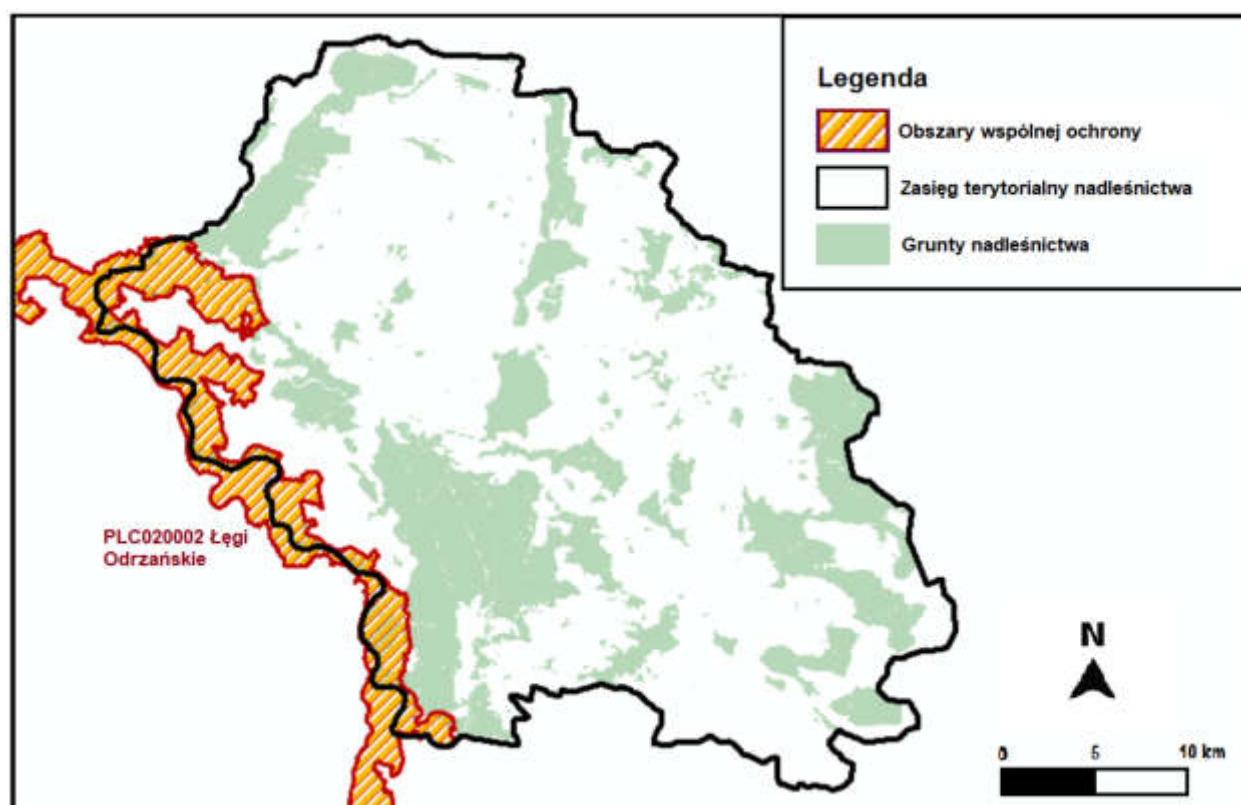 Legenda
Obszary wspólnej ochrony
Zasięg terytorialny nadleśnictwa
Grunty nadleśnictwa
PLC020002 Łęgi
Odrzańskie
N
0 5 10 km